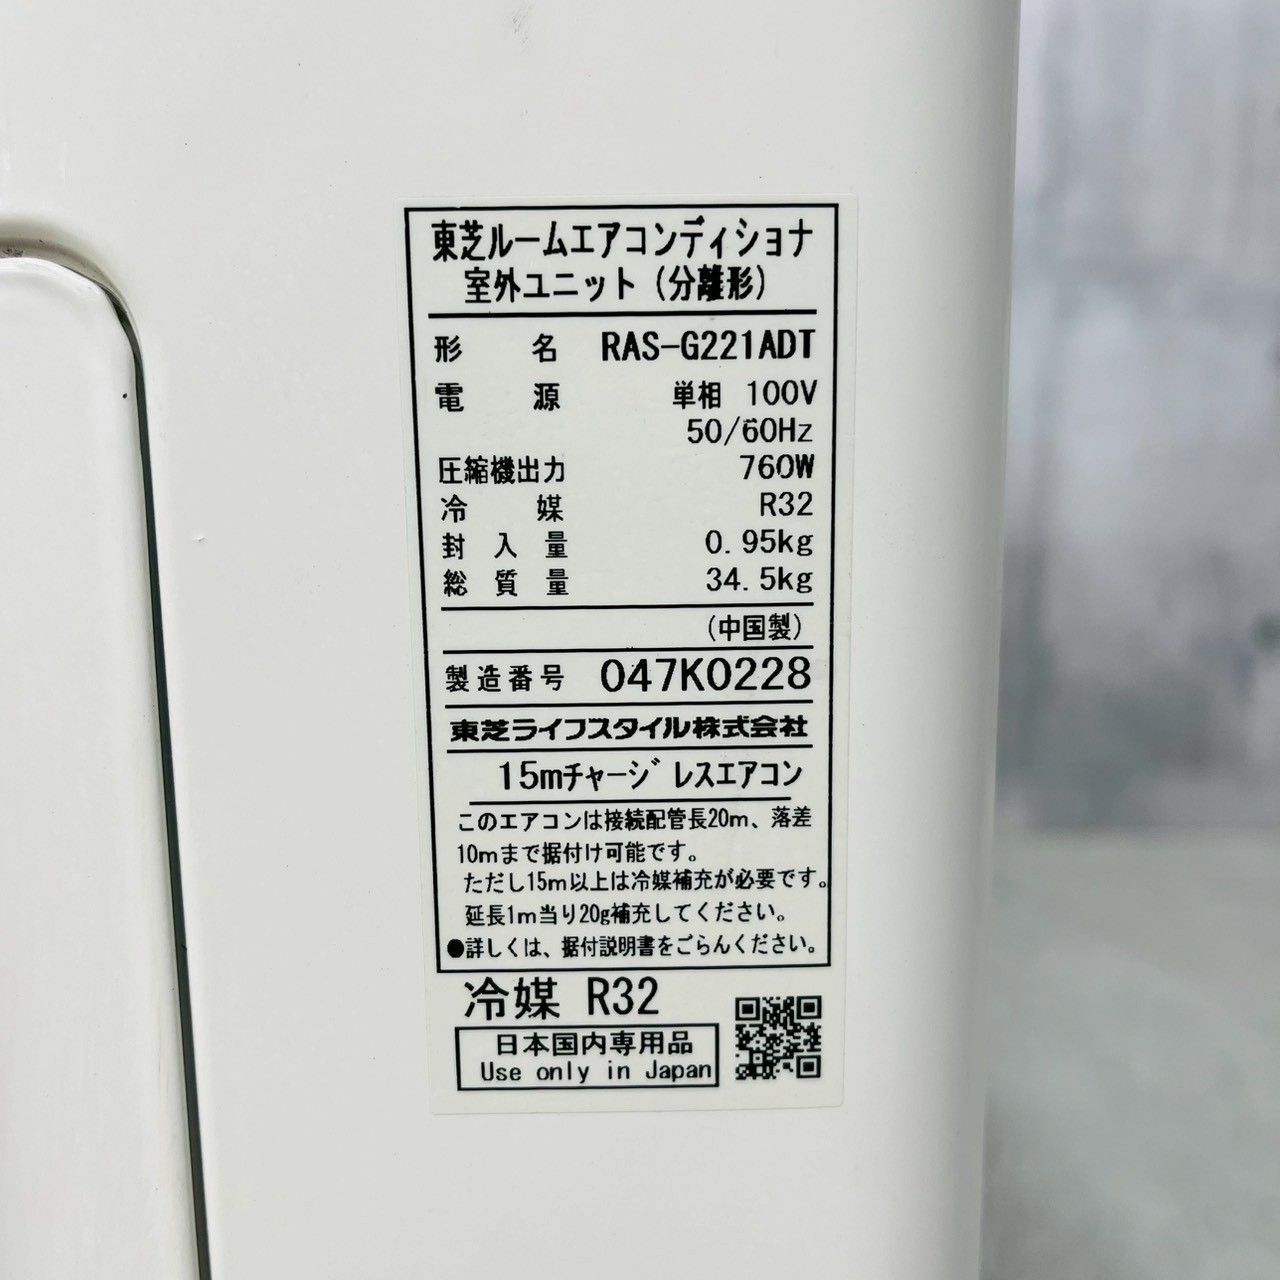 東芝ルームエアコンディショナ
室外ユニット（分離形）
形名 RAS-G221ADT
電源 単相 100V
50/60Hz
圧縮機出力 760W
冷媒 R32
封入量 0.95kg
総質量 34.5kg
（中国製）
製造番号 047K0228
東芝ライフスタイル株式会社
15mチャージレスエアコン
このエアコンは接続配管長20m、落差
10mまで据付け可能です。
ただし15m以上は冷媒補充が必要です。
延長1m当り20g補充してください。
●詳しくは、据付説明書をごらんください。
冷媒 R32
日本国内専用品
Use only in Japan